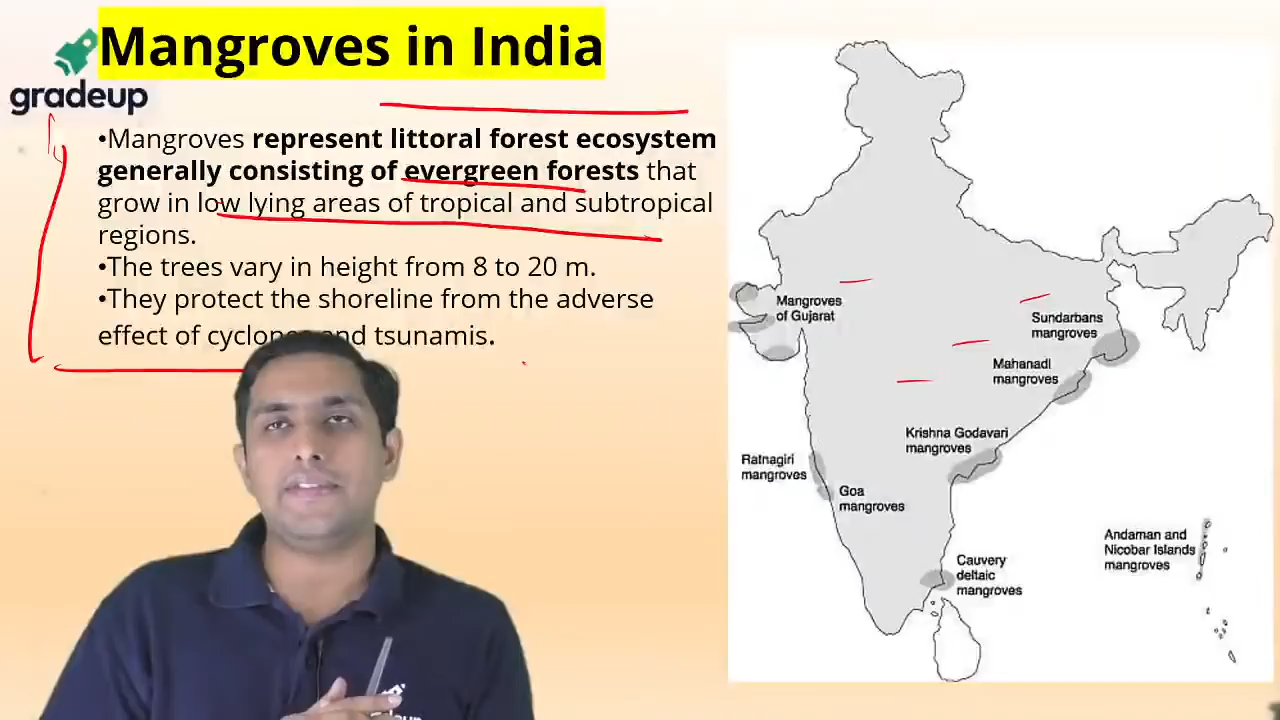 Mangroves in India
gradeup
•Mangroves represent littoral forest ecosystem
generally consisting of evergreen forests that
grow in low lying areas of tropical and subtropical
regions.
•The trees vary in height from 8 to 20 m.
•They protect the shoreline from the adverse
effect of cyclones and tsunamis.
Mangroves
of Gujarat
Sundarbans
mangroves
Mahanadi
mangroves
Krishna Godavari
mangroves
Ratnagiri
mangroves
Goa
mangroves
Andaman and
Nicobar Islands
mangroves
Cauvery
deltaic
mangroves